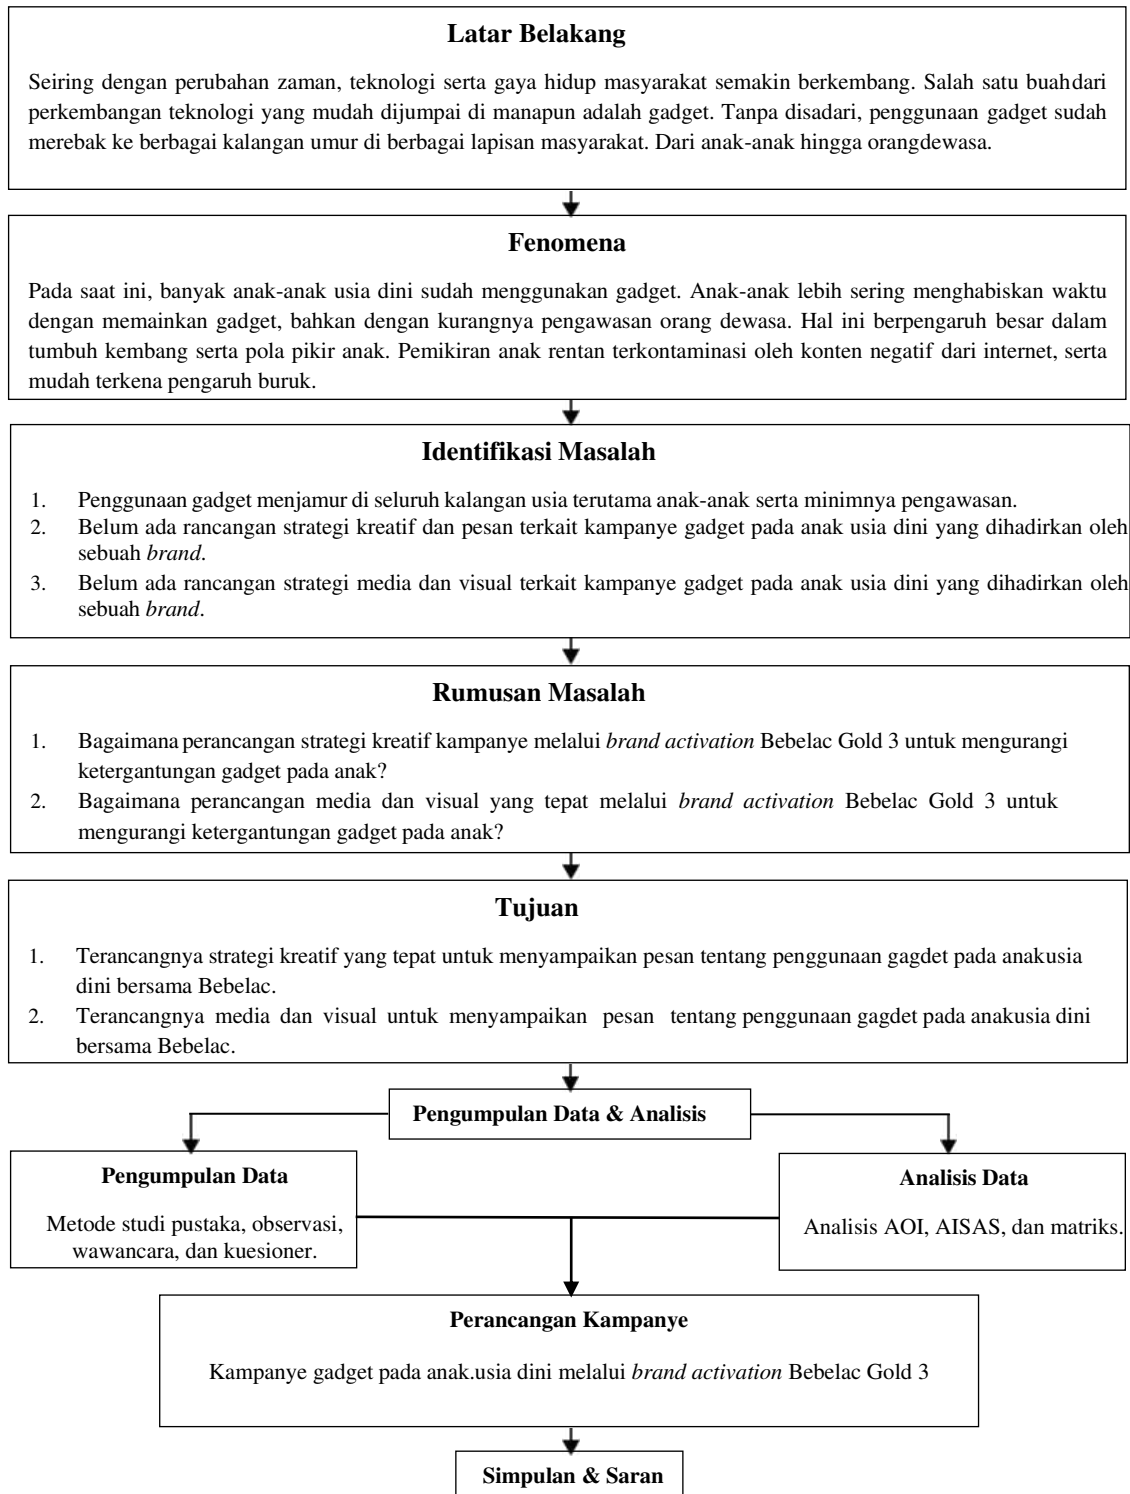 Latar Belakang
Seiring dengan perubahan zaman, teknologi serta gaya hidup masyarakat semakin berkembang. Salah satu buahdari
perkembangan teknologi yang mudah dijumpai di manapun adalah gadget. Tanpa disadari, penggunaan gadget sudah
merebak ke berbagai kalangan umur di berbagai lapisan masyarakat. Dari anak-anak hingga orangdewasa.
Fenomena
Pada saat ini, banyak anak-anak usia dini sudah menggunakan gadget. Anak-anak lebih sering menghabiskan waktu
dengan memainkan gadget, bahkan dengan kurangnya pengawasan orang dewasa. Hal ini berpengaruh besar dalam
tumbuh kembang serta pola pikir anak. Pemikiran anak rentan terkontaminasi oleh konten negatif dari internet, serta
mudah terkena pengaruh buruk.
Identifikasi Masalah
1. Penggunaan gadget menjamur di seluruh kalangan usia terutama anak-anak serta minimnya pengawasan.
2. Belum ada rancangan strategi kreatif dan pesan terkait kampanye gadget pada anak usia dini yang dihadirkan oleh
sebuah brand.
3. Belum ada rancangan strategi media dan visual terkait kampanye gadget pada anak usia dini yang dihadirkan oleh
sebuah brand.
Rumusan Masalah
1. Bagaimana perancangan strategi kreatif kampanye melalui brand activation Bebelac Gold 3 untuk mengurangi
ketergantungan gadget pada anak?
2. Bagaimana perancangan media dan visual yang tepat melalui brand activation Bebelac Gold 3 untuk
mengurangi ketergantungan gadget pada anak?
Tujuan
1. Terancangnya strategi kreatif yang tepat untuk menyampaikan pesan tentang penggunaan gagdet pada anakusia
dini bersama Bebelac.
2. Terancangnya media dan visual untuk menyampaikan pesan tentang penggunaan gagdet pada anakusia dini
bersama Bebelac.
Pengumpulan Data & Analisis
Pengumpulan Data
Metode studi pustaka, observasi,
wawancara, dan kuesioner.
Analisis Data
Analisis AOI, AISAS, dan matriks.
Perancangan Kampanye
Kampanye gadget pada anak.usia dini melalui brand activation Bebelac Gold 3
Simpulan & Saran